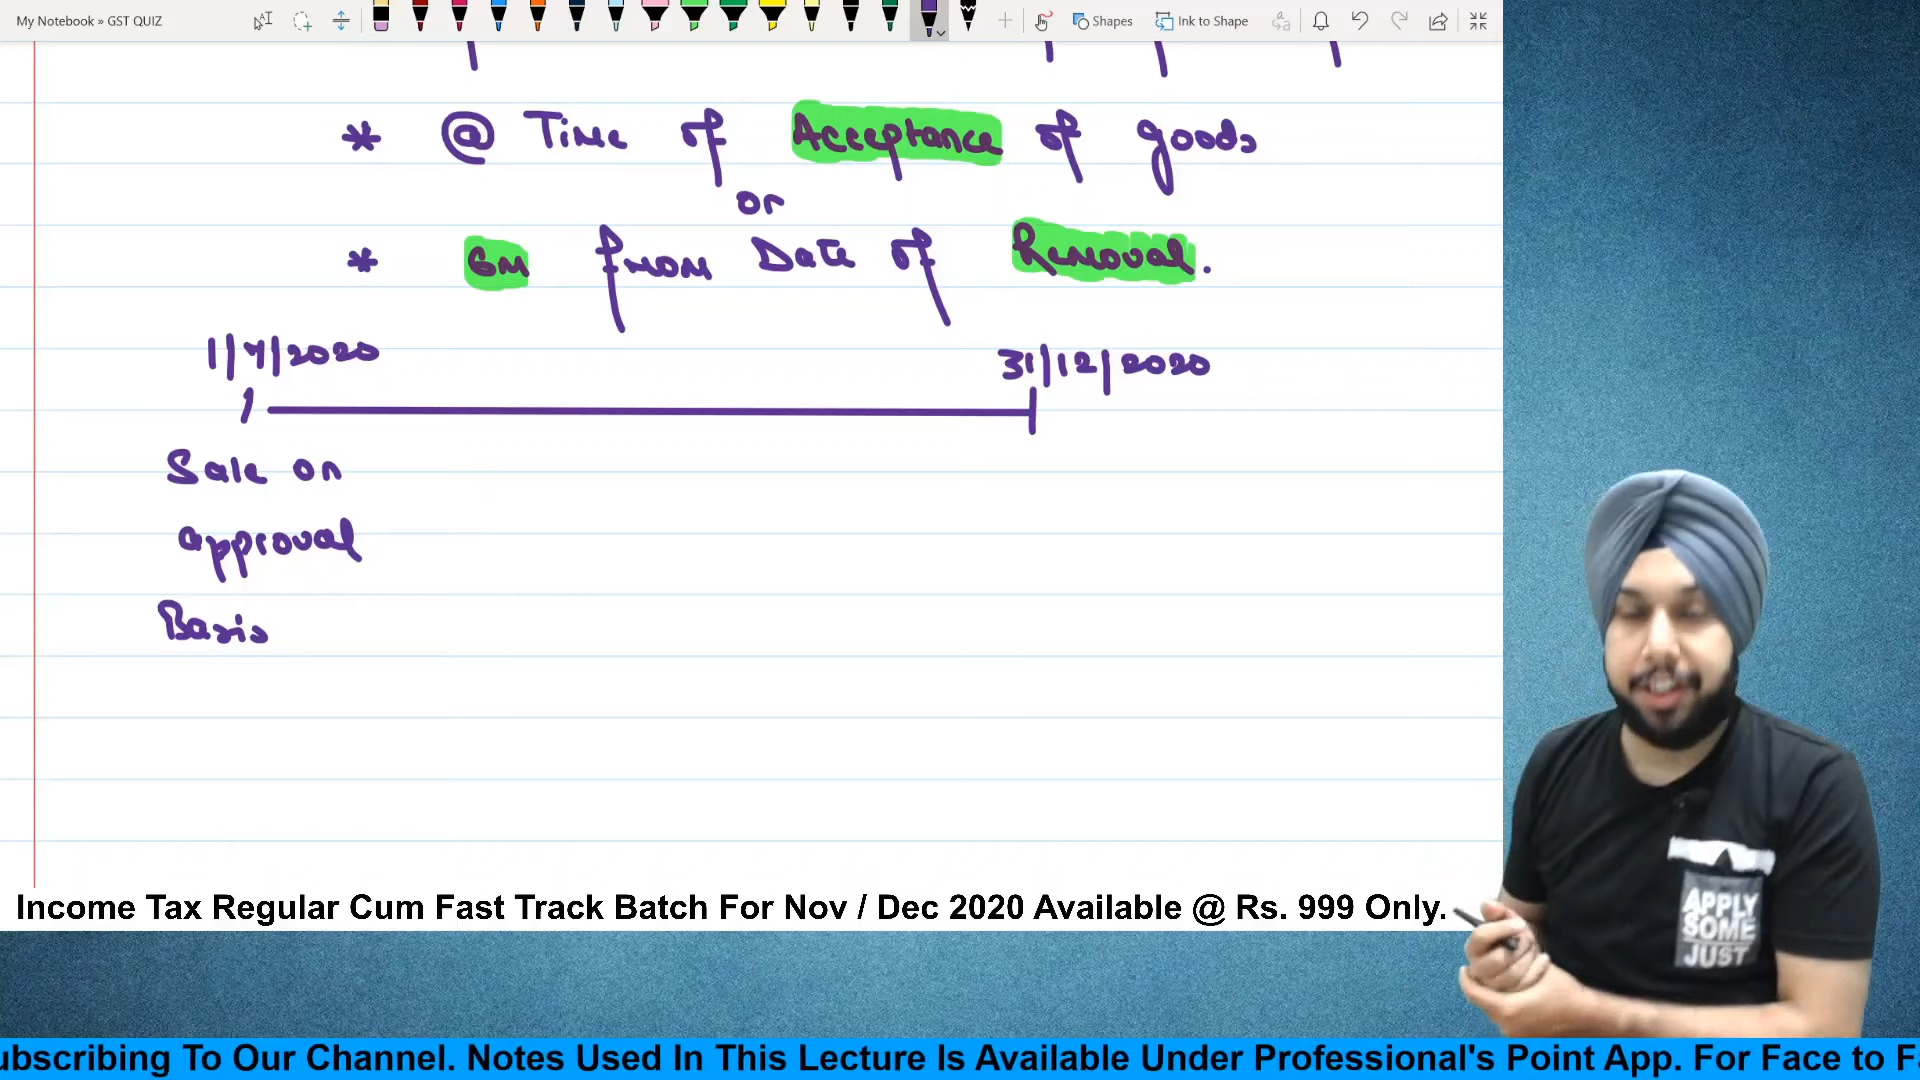 My Notebook » GST QUIZ
Shapes
Ink to Shape
* @ Time of Acceptance of goods
or
* 6M from Date of Removal.
1/7/2020
31/12/2020
Sale on
approval
Basis
APPLY
SOME
JUST
Income Tax Regular Cum Fast Track Batch For Nov / Dec 2020 Available @ Rs. 999 Only.
ubscribing To Our Channel. Notes Used In This Lecture Is Available Under Professional's Point App. For Face to Fa